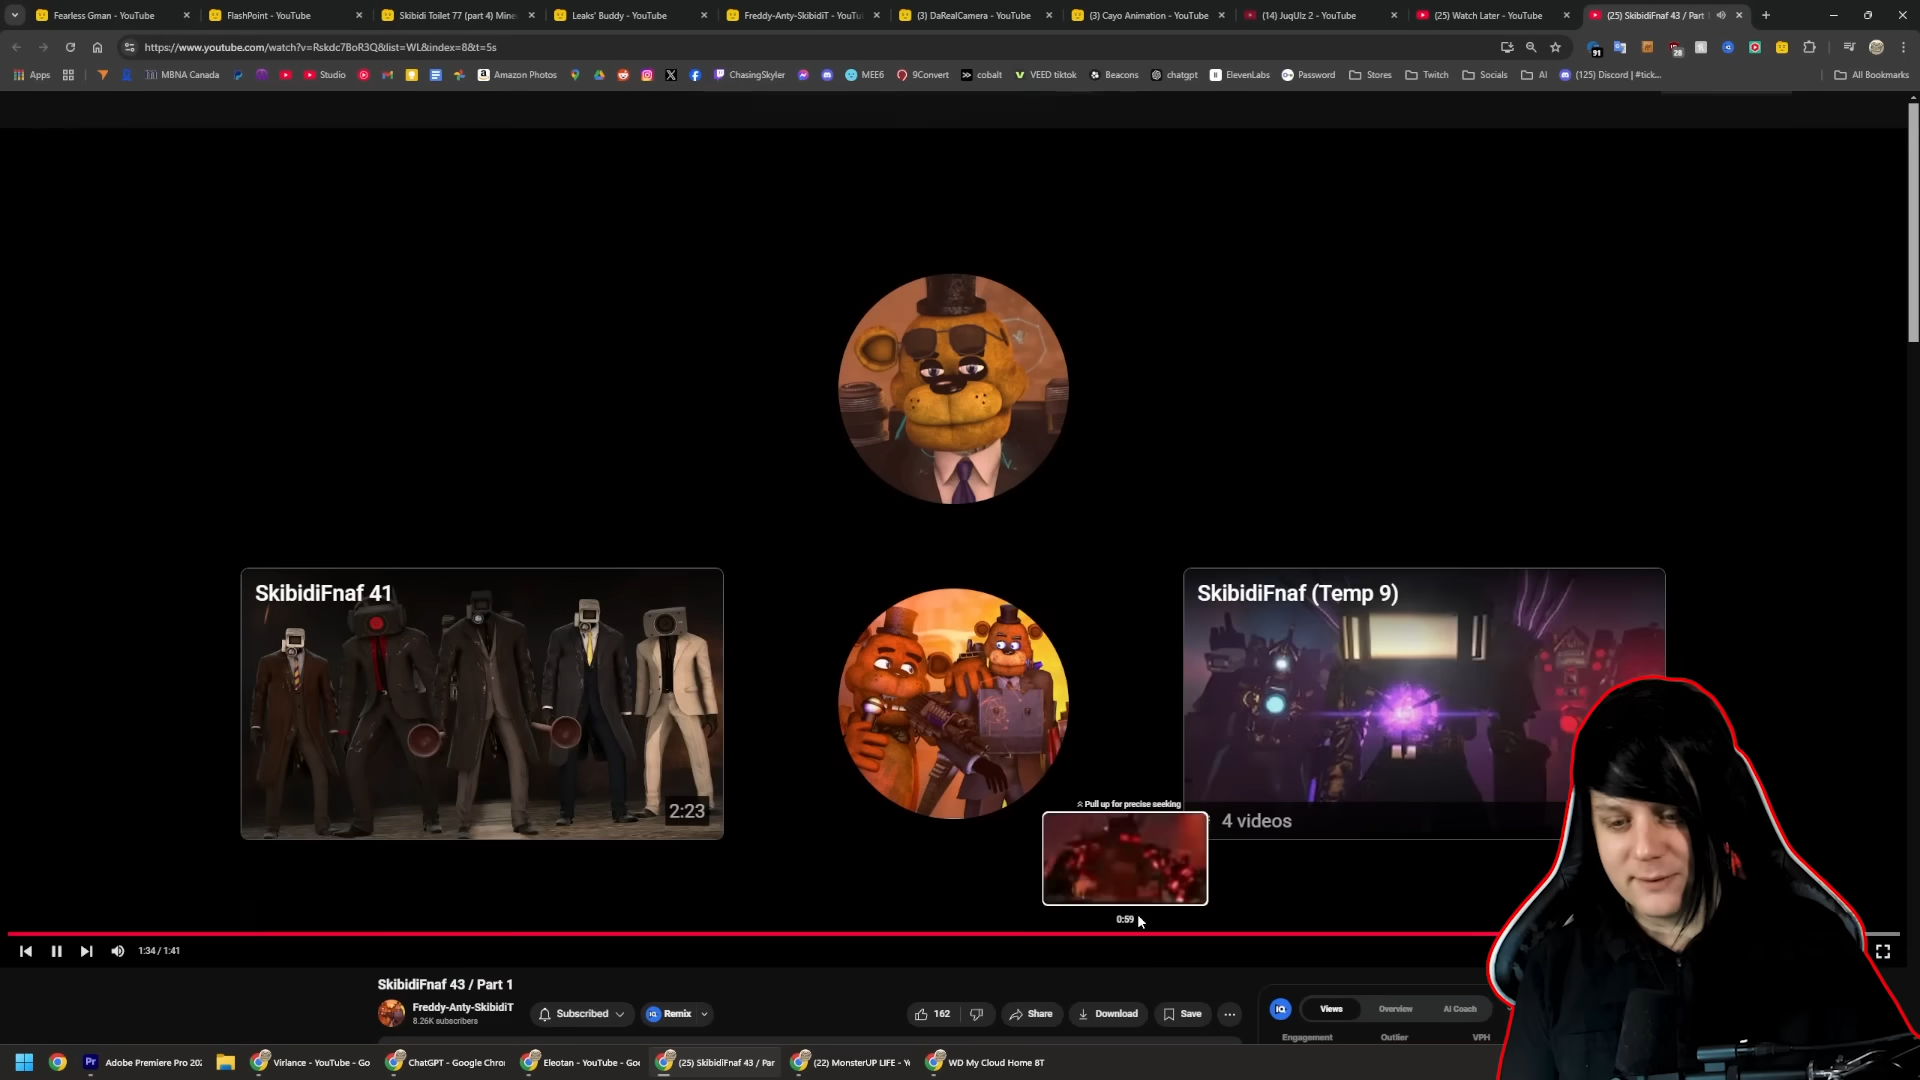 Fearless Gman - YouTube
FlashPoint - YouTube
Skibidi Toilet 77 (part 4) Mine
Leaks' Buddy - YouTube
Freddy-Anty-SkibidiT - YouTu
(3) DaRealCamera - YouTube
(3) Cayo Animation - YouTube
(14) JuqUlz 2 - YouTube
(25) Watch Later - YouTube
(25) SkibidiFnaf 43 / Part
https://www.youtube.com/watch?v=Rskdc7BoR3Q&list=WL&index=8&t=5s
91
28
Apps
MBNA Canada
Studio
Amazon Photos
ChasingSkyler
MEE6
9Convert
cobalt
VEED tiktok
Beacons
chatgpt
ElevenLabs
Password
Stores
Twitch
Socials
AI
(125) Discord | #tick...
All Bookmarks
SkibidiFnaf 41
2:23
SkibidiFnaf (Temp 9)
4 videos
Pull up for precise seeking
0:59
1:34 / 1:41
SkibidiFnaf 43 / Part 1
Freddy-Anty-SkibidiT
8.26K subscribers
Subscribed
Remix
162
Share
Download
Save
IQ
Views
Overview
AI Coach
Engagement
Outlier
VPH
Pr
Adobe Premiere Pro 202
Virlance - YouTube - Go
ChatGPT - Google Chro
Eleotan - YouTube - Goo
(25) SkibidiFnaf 43 / Par
(22) MonsterUP LIFE - Y
WD My Cloud Home 8T